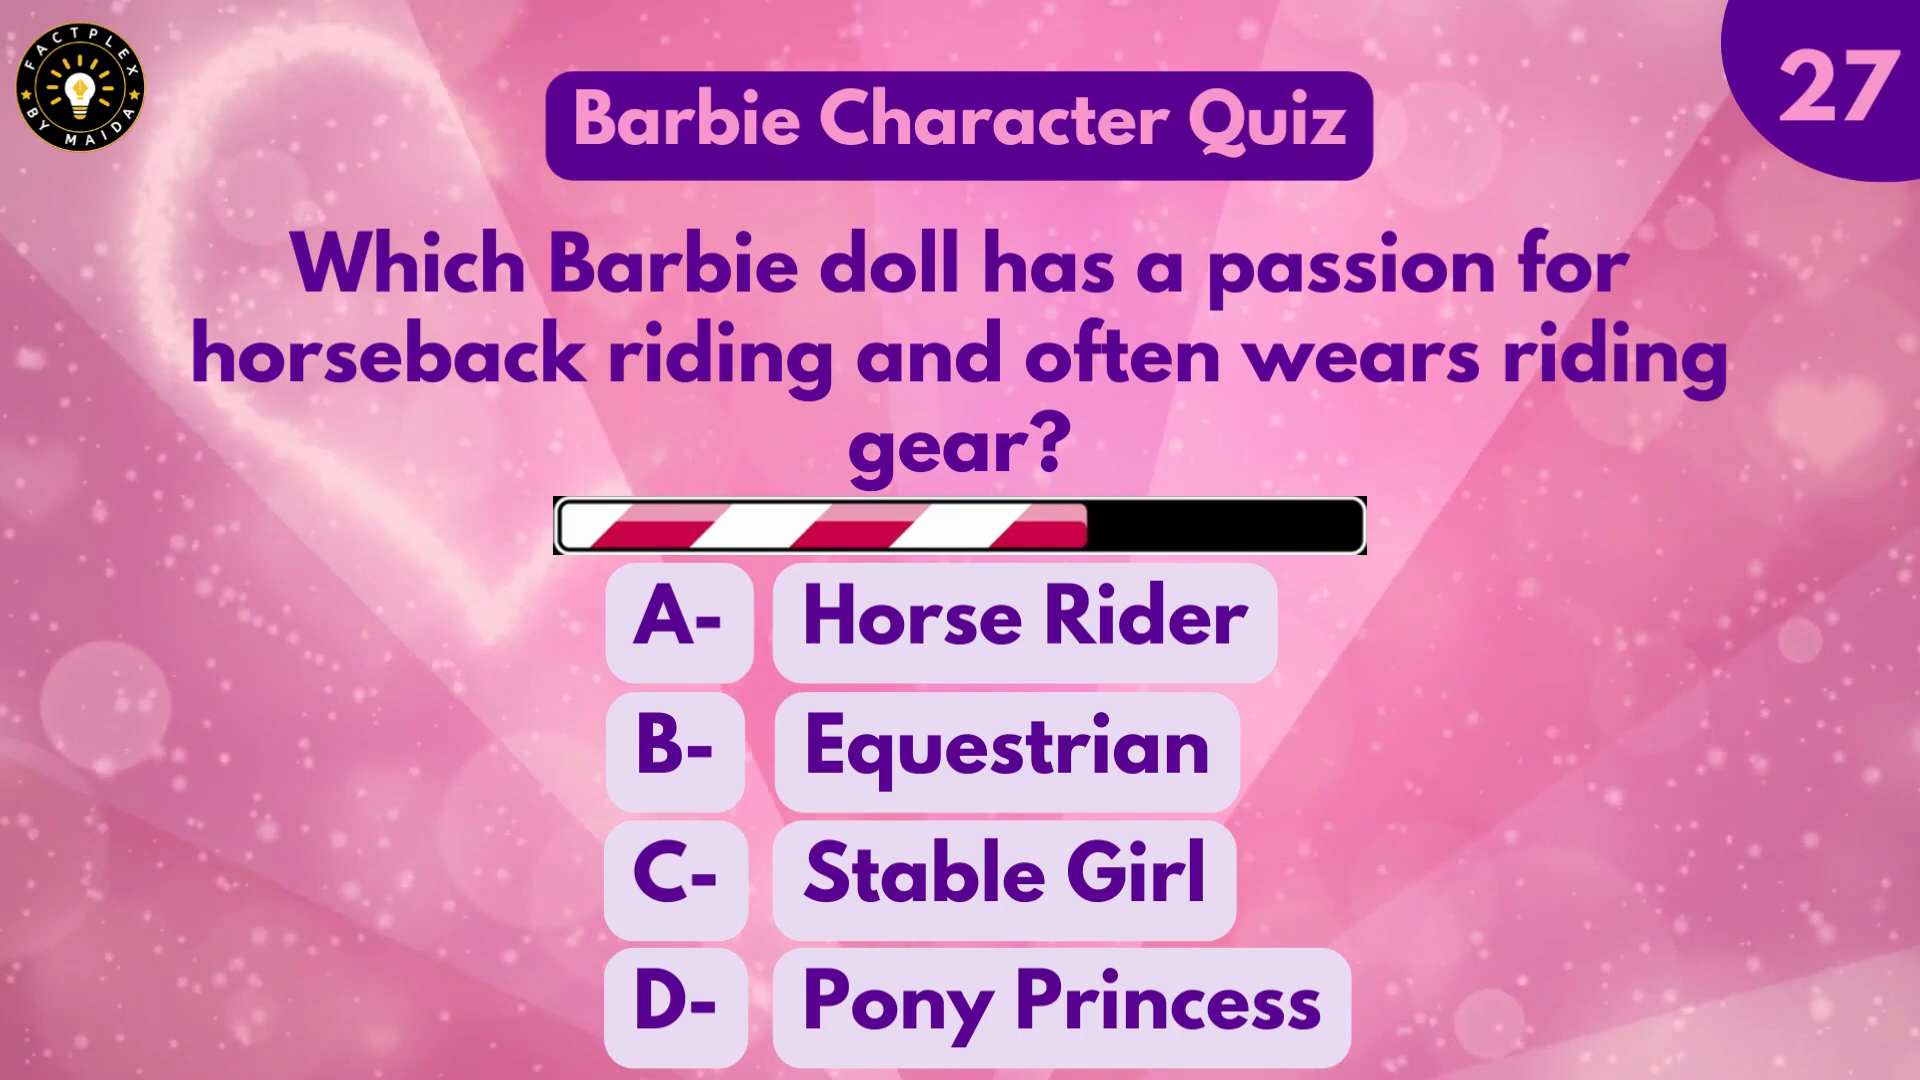 FACTPLEX
BY MAIDA
27
Barbie Character Quiz
Which Barbie doll has a passion for
horseback riding and often wears riding
gear?
A- Horse Rider
B- Equestrian
C- Stable Girl
D- Pony Princess